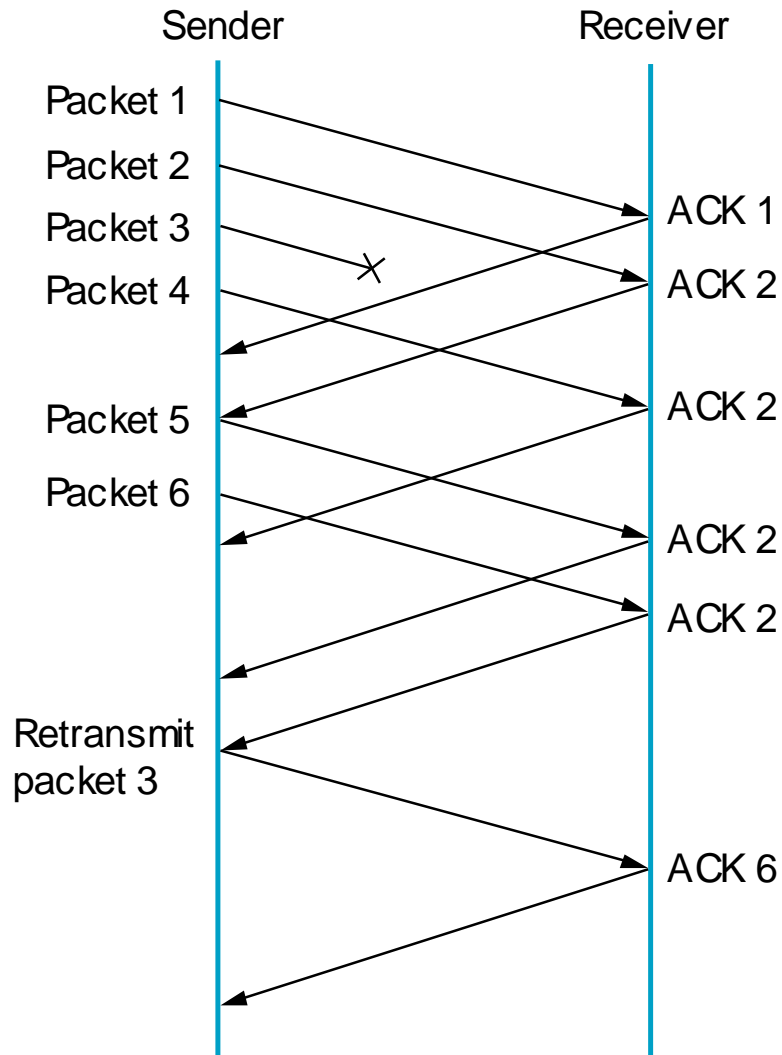 Sender
Receiver
Packet 1
Packet 2
Packet 3
Packet 4
Packet 5
Packet 6
Retransmit
packet 3
ACK 1
ACK 2
ACK 2
ACK 2
ACK 2
ACK 6